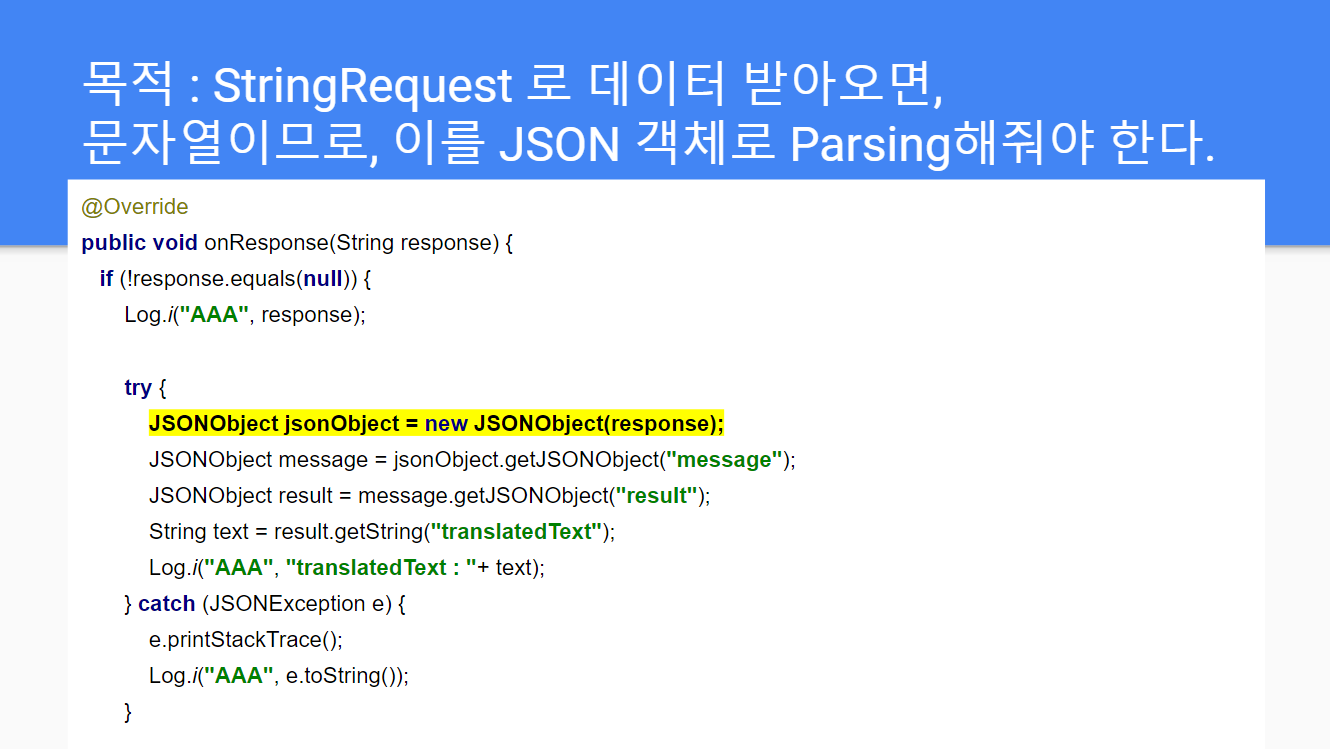 목적 : StringRequest 로 데이터 받아오면,
문자열이므로, 이를 JSON 객체로 Parsing해줘야 한다.
@Override
public void onResponse(String response) {
if (!response.equals(null)) {
Log.i("AAA", response);
try {
JSONObject jsonObject = new JSONObject(response);
JSONObject message = jsonObject.getJSONObject("message");
JSONObject result = message.getJSONObject("result");
String text = result.getString("translatedText");
Log.i("AAA", "translatedText : "+ text);
} catch (JSONException e) {
e.printStackTrace();
Log.i("AAA", e.toString());
}